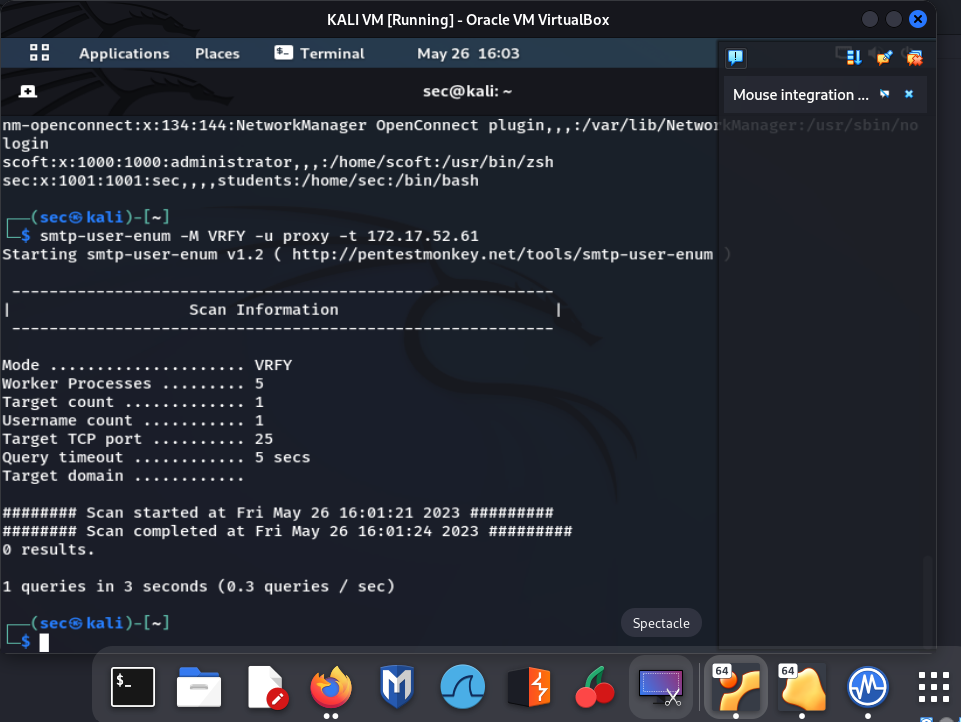 KALI VM [Running] - Oracle VM VirtualBox
Applications Places $- Terminal May 26 16:03
sec@kali: ~
Mouse integration ...
nm-openconnect:x:134:144:NetworkManager OpenConnect plugin,,,:/var/lib/NetworkManager:/usr/sbin/no
login
scoft:x:1000:1000:administrator,,,:/home/scoft:/usr/bin/zsh
sec:x:1001:1001:sec,,,,students:/home/sec:/bin/bash
┌──(sec㉿kali)-[~]
└─$ smtp-user-enum -M VRFY -u proxy -t 172.17.52.61
Starting smtp-user-enum v1.2 ( http://pentestmonkey.net/tools/smtp-user-enum )
----------------------------------------------------------
| Scan Information |
----------------------------------------------------------
Mode ..................... VRFY
Worker Processes ......... 5
Target count ............. 1
Username count ........... 1
Target TCP port .......... 25
Query timeout ............ 5 secs
Target domain ............
######## Scan started at Fri May 26 16:01:21 2023 #########
######## Scan completed at Fri May 26 16:01:24 2023 #########
0 results.
1 queries in 3 seconds (0.3 queries / sec)
┌──(sec㉿kali)-[~]
└─$
Spectacle
$_
M
64
64